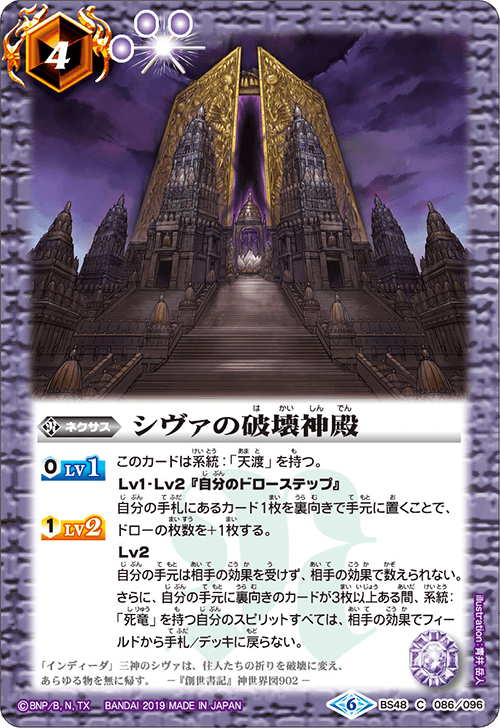 4
ネクサス シヴァの破壊神殿
は かい しん でん
0 LV1 このカードは系統:「天渡」を持つ。
Lv1・Lv2『自分のドローステップ』
自分の手札にあるカード1枚を裏向きで手元に置くことで、
ドローの枚数を+1枚する。
1 LV2
Lv2
自分の手元は相手の効果を受けず、相手の効果で数えられない。
さらに、自分の手元に裏向きのカードが3枚以上ある間、系統:
「死竜」を持つ自分のスピリットすべては、相手の効果でフィー
ルドから手札/デッキに戻らない。
「インディーダ」三神のシヴァは、住人たちの祈りを破壊に変え、
あらゆる物を無に帰す。 ー『創世書記』神世界図902ー
illustration:青井岳人
©BNP/B, N, TX BANDAI 2019 MADE IN JAPAN 6 BS48 C 086/096